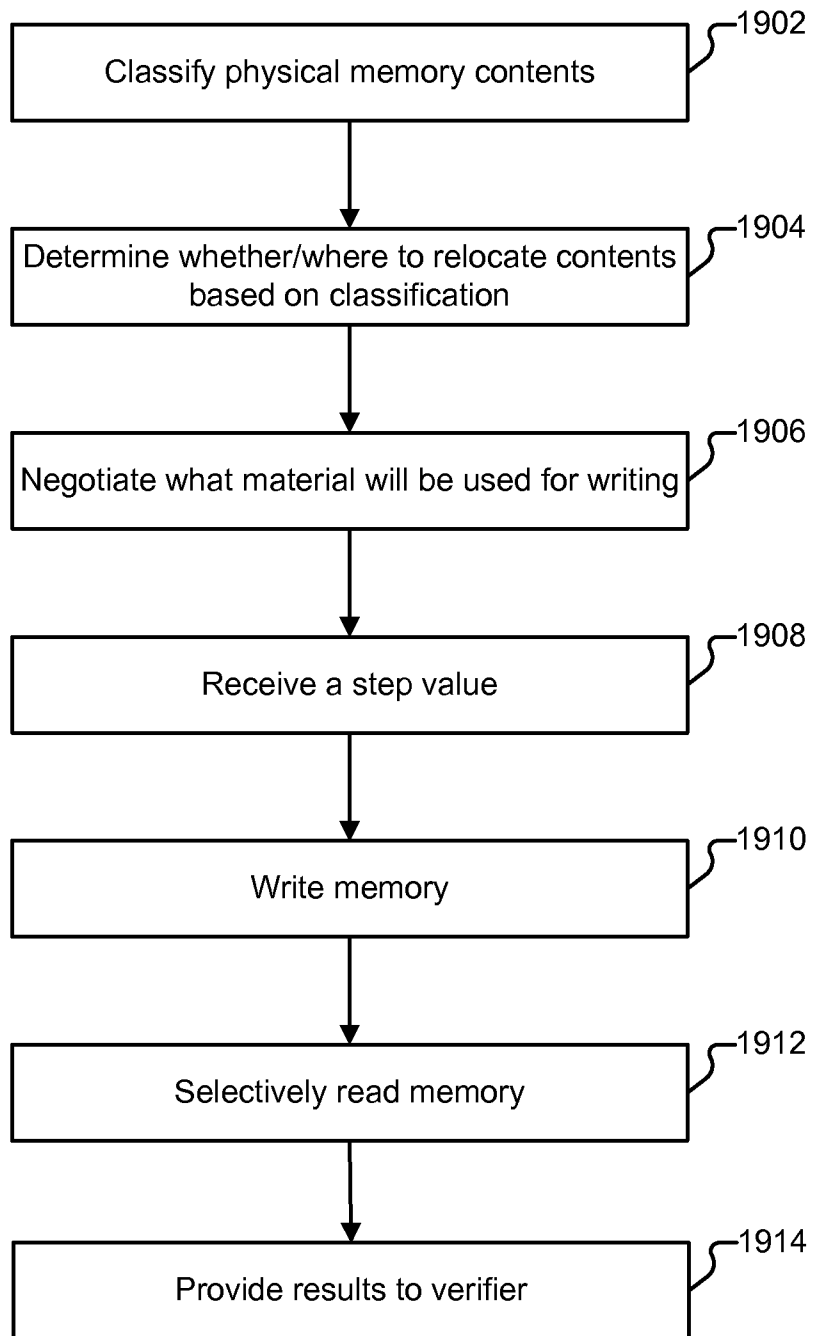 1902
Classify physical memory contents
1904
Determine whether/where to relocate contents
based on classification
1906
Negotiate what material will be used for writing
1908
Receive a step value
1910
Write memory
1912
Selectively read memory
1914
Provide results to verifier